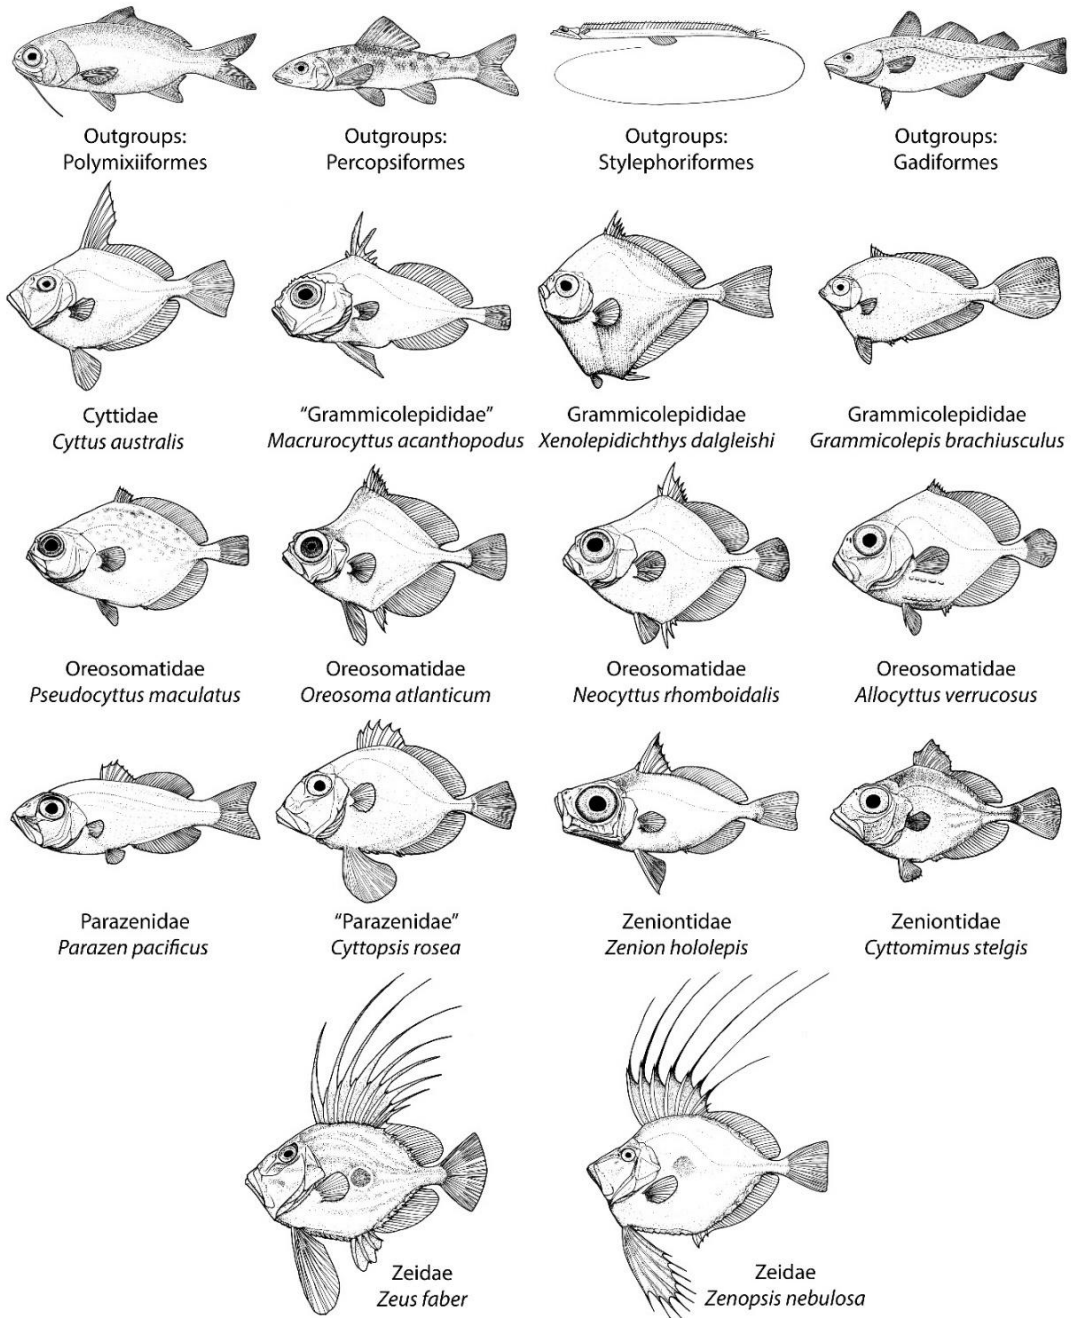 Outgroups:
Polymixiiformes
Outgroups:
Percopsiformes
Outgroups:
Stylephoriformes
Outgroups:
Gadiformes
Cyttidae
Cyttus australis
“Grammicolepididae”
Macrurocyttus acanthopodus
Grammicolepididae
Xenolepidichthys dalgleishi
Grammicolepididae
Grammicolepis brachiusculus
Oreosomatidae
Pseudocyttus maculatus
Oreosomatidae
Oreosoma atlanticum
Oreosomatidae
Neocyttus rhomboidalis
Oreosomatidae
Allocyttus verrucosus
Parazenidae
Parazen pacificus
“Parazenidae”
Cyttopsis rosea
Zeniontidae
Zenion hololepis
Zeniontidae
Cyttomimus stelgis
Zeidae
Zeus faber
Zeidae
Zenopsis nebulosa